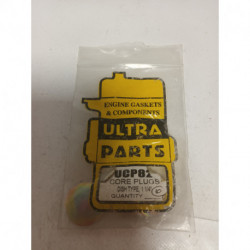 ENGINE GASKETS
& COMPONENTS
ULTRA
PARTS
UCP02
CORE PLUGS
QUANTITY